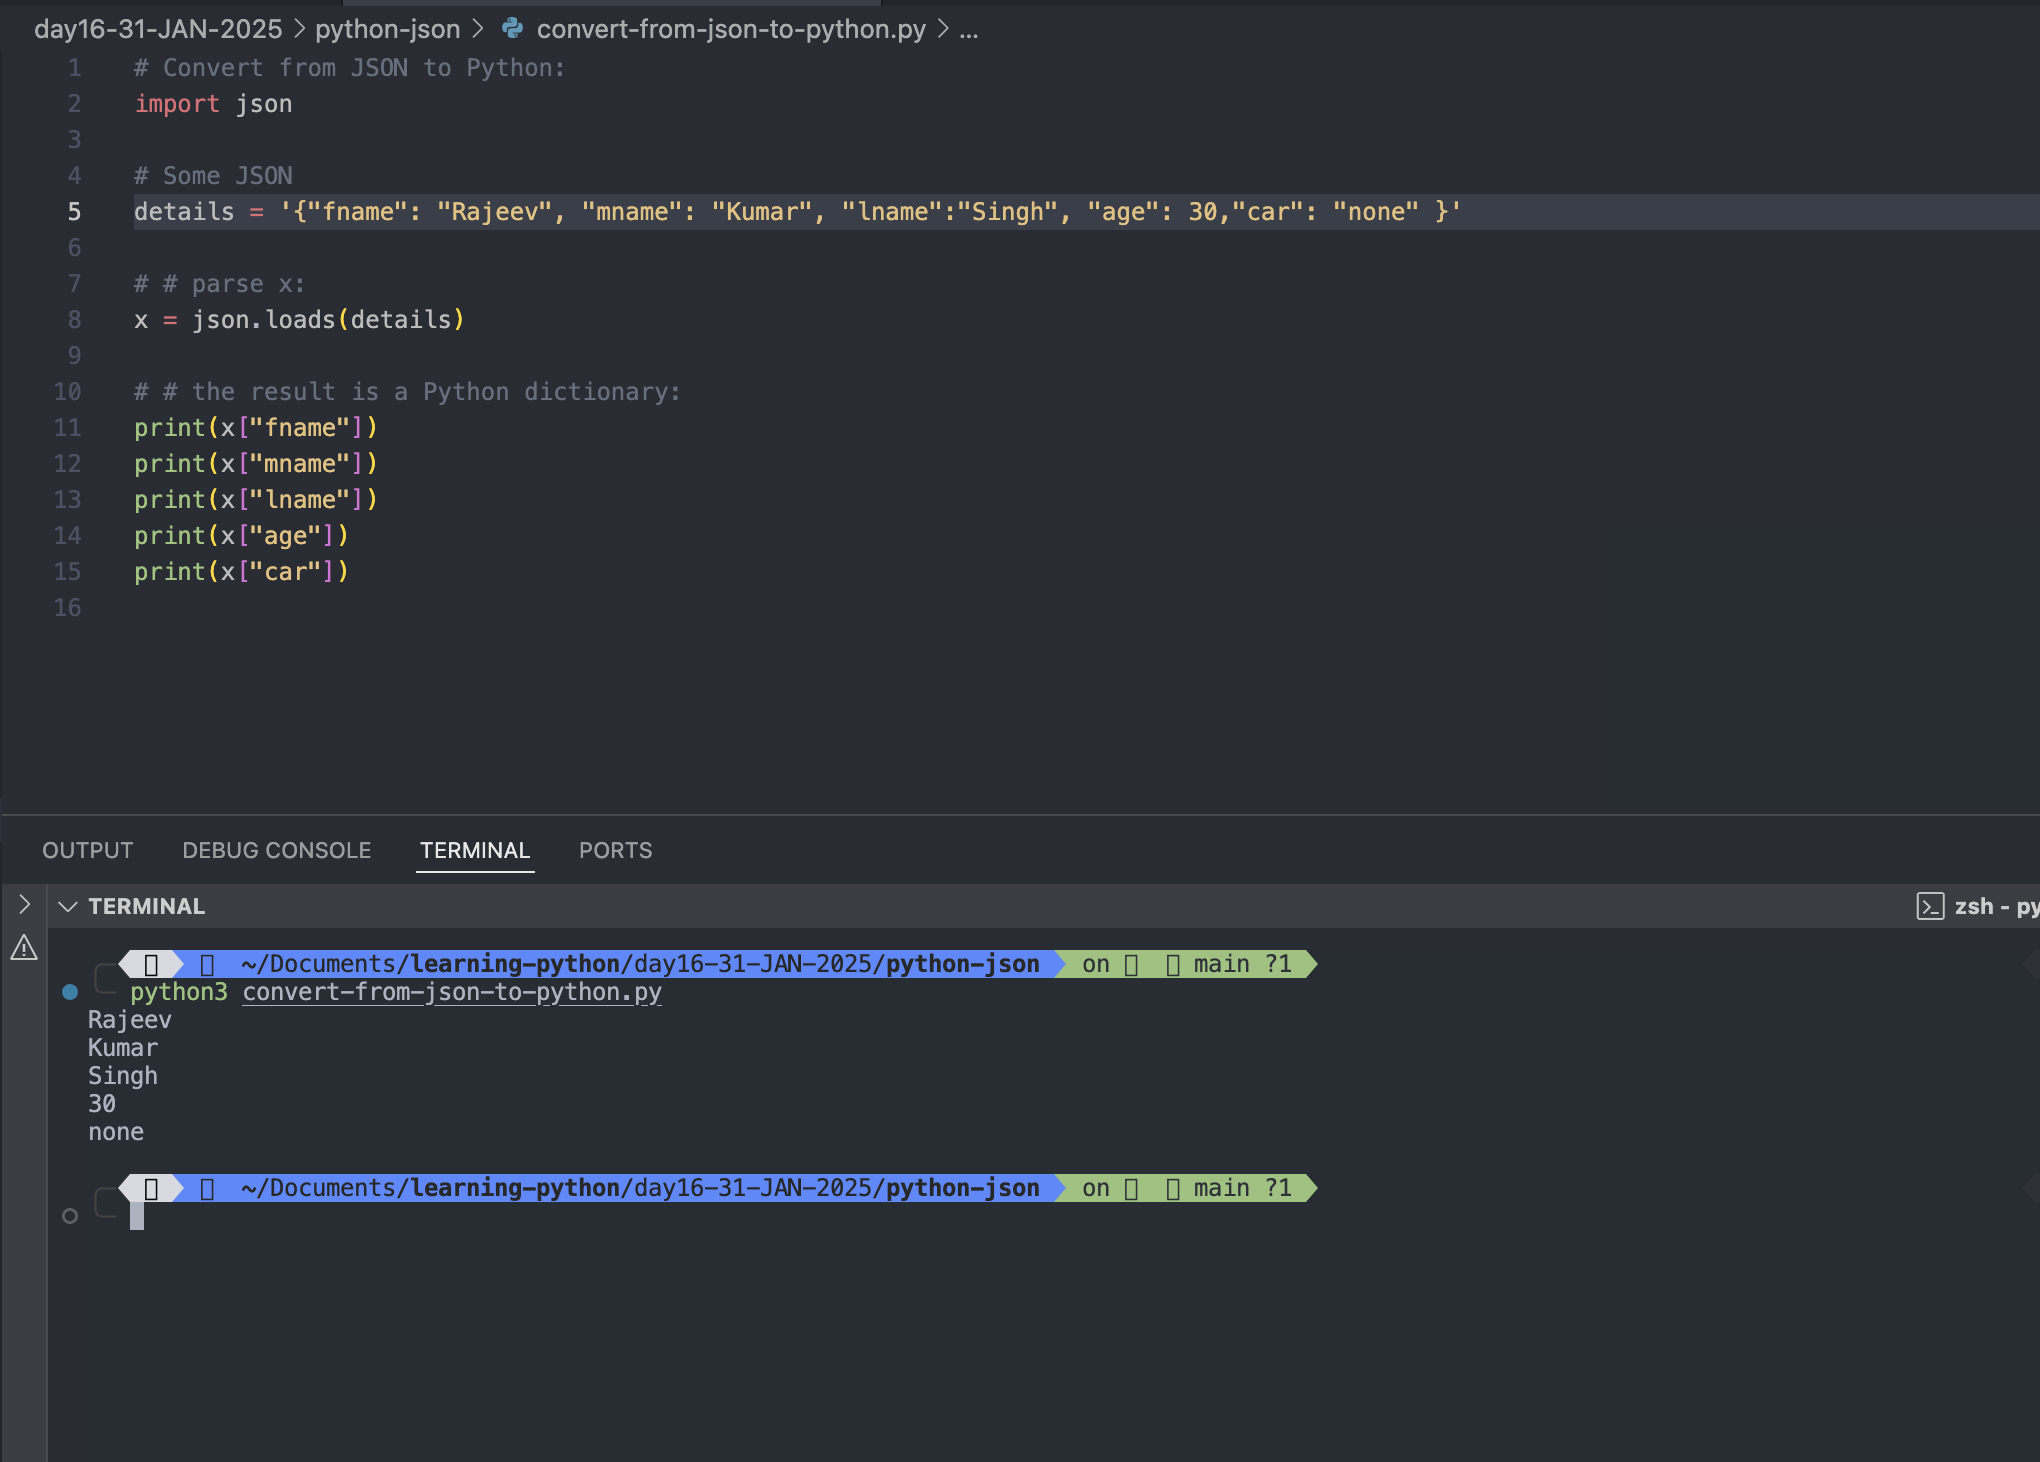 day16-31-JAN-2025 > python-json > convert-from-json-to-python.py > ...
1 # Convert from JSON to Python:
2 import json
3
4 # Some JSON
5 details = '{"fname": "Rajeev", "mname": "Kumar", "lname":"Singh", "age": 30,"car": "none" }'
6
7 # # parse x:
8 x = json.loads(details)
9
10 # # the result is a Python dictionary:
11 print(x["fname"])
12 print(x["mname"])
13 print(x["lname"])
14 print(x["age"])
15 print(x["car"])
16
OUTPUT DEBUG CONSOLE TERMINAL PORTS
TERMINAL zsh - py
~/Documents/learning-python/day16-31-JAN-2025/python-json on main ?1
python3 convert-from-json-to-python.py
Rajeev
Kumar
Singh
30
none
~/Documents/learning-python/day16-31-JAN-2025/python-json on main ?1